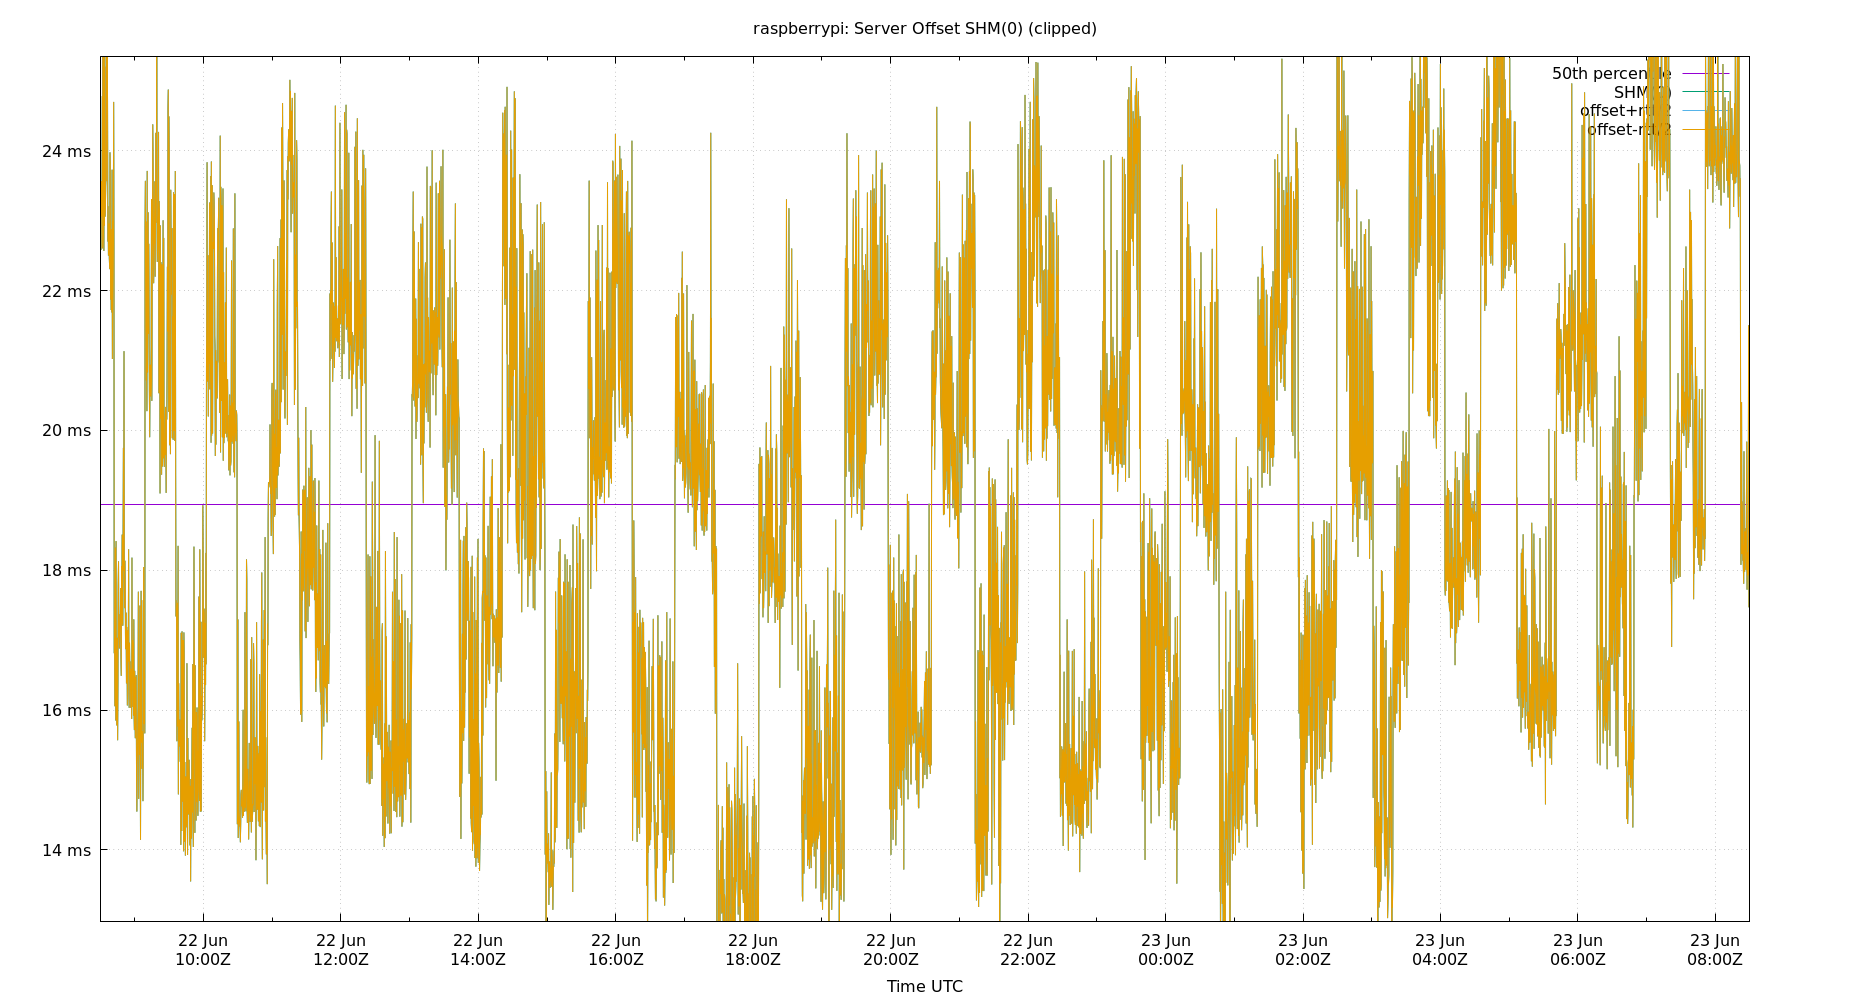 raspberrypi: Server Offset SHM(0) (clipped)
50th percentile
SHM(0)
offset+rtt/2
offset-rtt/2
24 ms
22 ms
20 ms
18 ms
16 ms
14 ms
22 Jun 22 Jun 22 Jun 22 Jun 22 Jun 22 Jun 22 Jun 23 Jun 23 Jun 23 Jun 23 Jun 23 Jun
10:00Z 12:00Z 14:00Z 16:00Z 18:00Z 20:00Z 22:00Z 00:00Z 02:00Z 04:00Z 06:00Z 08:00Z
Time UTC